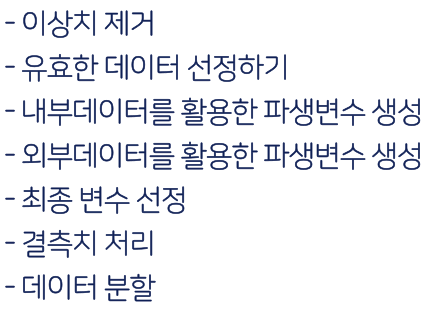 - 이상치 제거
- 유효한 데이터 선정하기
- 내부데이터를 활용한 파생변수 생성
- 외부데이터를 활용한 파생변수 생성
- 최종 변수 선정
- 결측치 처리
- 데이터 분할